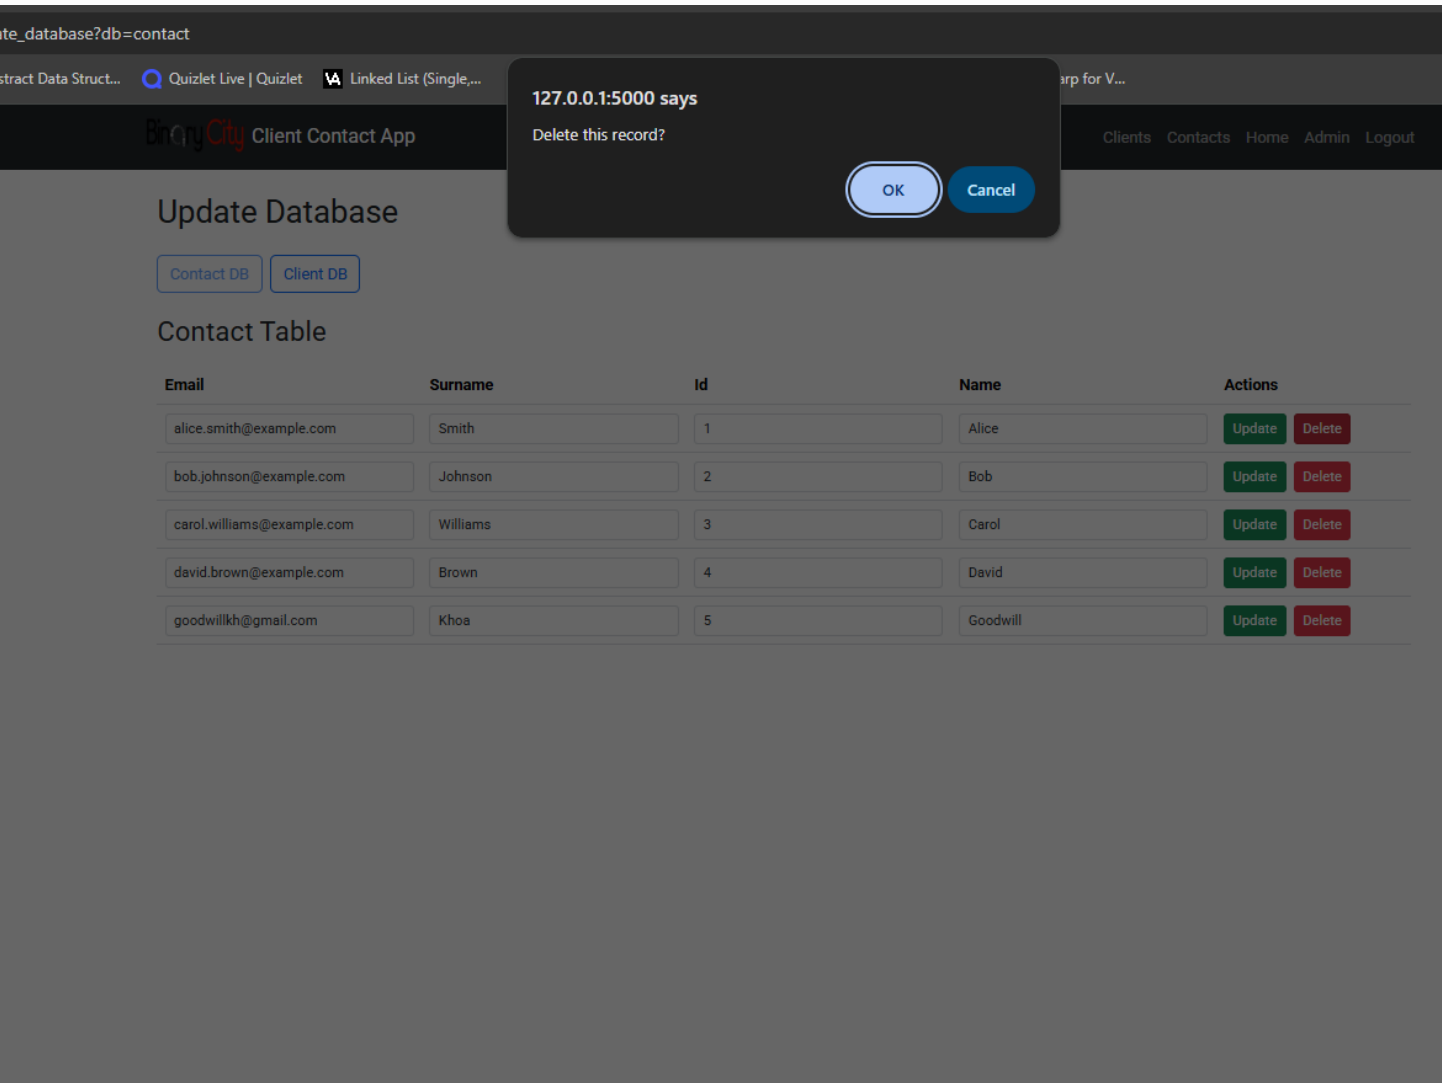 ate_database?db=contact
stract Data Struct... Quizlet Live | Quizlet VA Linked List (Single,... arp for V...
127.0.0.1:5000 says
Delete this record?
OK Cancel
Binary City Client Contact App Clients Contacts Home Admin Logout
Update Database
Contact DB Client DB
Contact Table
Email Surname Id Name Actions
alice.smith@example.com Smith 1 Alice Update Delete
bob.johnson@example.com Johnson 2 Bob Update Delete
carol.williams@example.com Williams 3 Carol Update Delete
david.brown@example.com Brown 4 David Update Delete
goodwillkh@gmail.com Khoa 5 Goodwill Update Delete